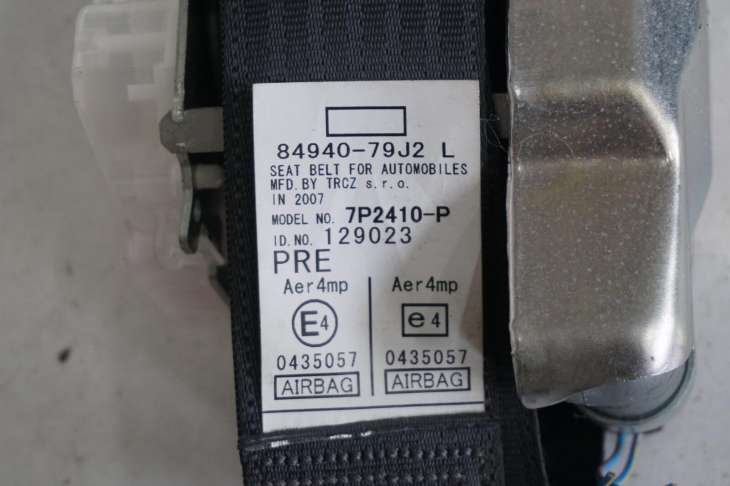 84940-79J2 L
SEAT BELT FOR AUTOMOBILES
MFD. BY TRCZ s.r.o.
IN 2007
MODEL NO. 7P2410-P
ID.NO. 129023
PRE
Aer4mp Aer4mp
E4 e4
0435057 0435057
AIRBAG AIRBAG